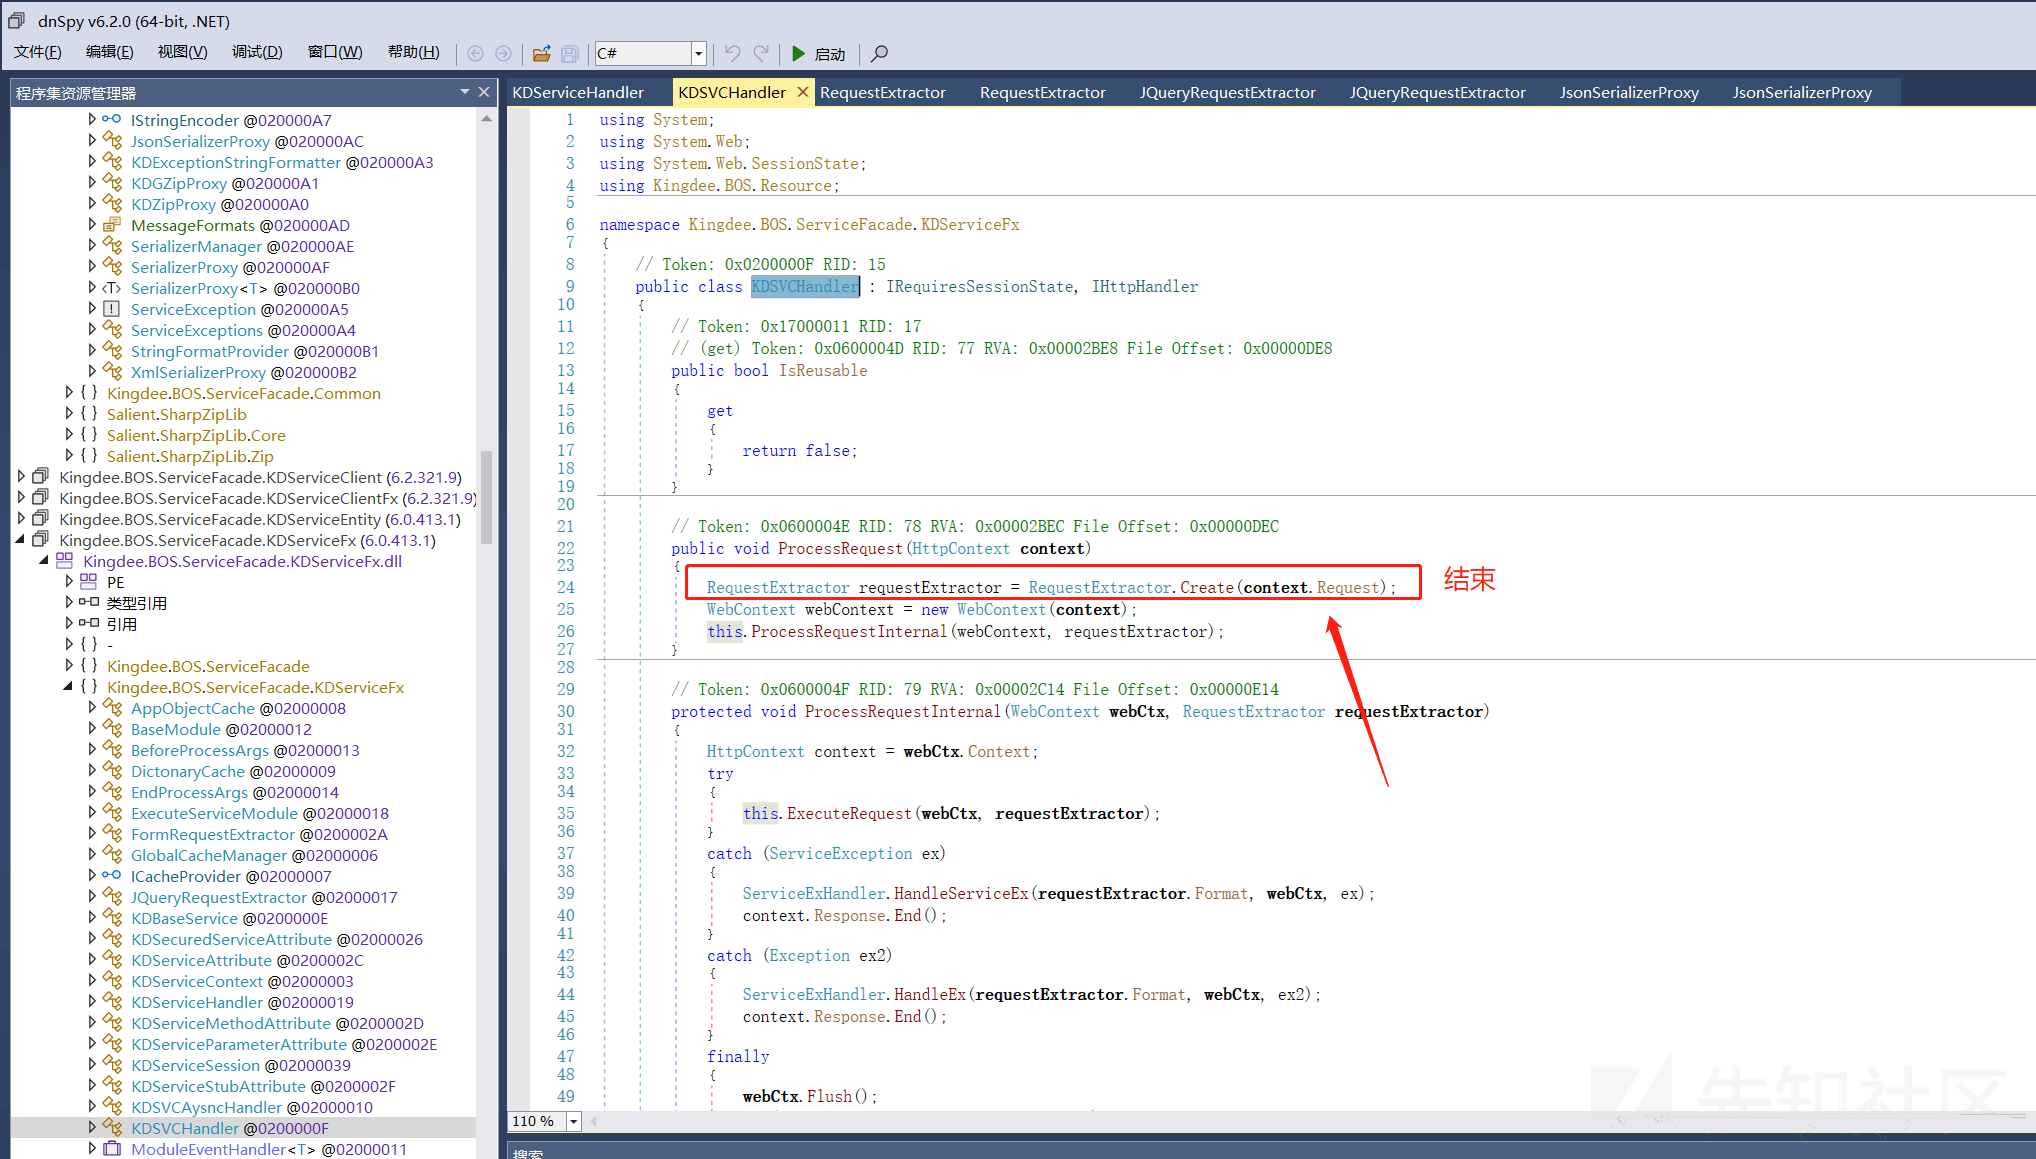 dnSpy v6.2.0 (64-bit, .NET)
文件(F) 编辑(E) 视图(V) 调试(D) 窗口(W) 帮助(H) C# 启动
程序集资源管理器
IStringEncoder @020000A7
JsonSerializerProxy @020000AC
KDExceptionStringFormatter @020000A3
KDGZipProxy @020000A1
KDZipProxy @020000A0
MessageFormats @020000AD
SerializerManager @020000AE
SerializerProxy @020000AF
SerializerProxy<T> @020000B0
ServiceException @020000A5
ServiceExceptions @020000A4
StringFormatProvider @020000B1
XmlSerializerProxy @020000B2
{ } Kingdee.BOS.ServiceFacade.Common
{ } Salient.SharpZipLib
{ } Salient.SharpZipLib.Core
{ } Salient.SharpZipLib.Zip
Kingdee.BOS.ServiceFacade.KDServiceClient (6.2.321.9)
Kingdee.BOS.ServiceFacade.KDServiceClientFx (6.2.321.9)
Kingdee.BOS.ServiceFacade.KDServiceEntity (6.0.413.1)
Kingdee.BOS.ServiceFacade.KDServiceFx (6.0.413.1)
Kingdee.BOS.ServiceFacade.KDServiceFx.dll
PE
类型引用
引用
{ } -
{ } Kingdee.BOS.ServiceFacade
{ } Kingdee.BOS.ServiceFacade.KDServiceFx
AppObjectCache @02000008
BaseModule @02000012
BeforeProcessArgs @02000013
DictonaryCache @02000009
EndProcessArgs @02000014
ExecuteServiceModule @02000018
FormRequestExtractor @0200002A
GlobalCacheManager @02000006
ICacheProvider @02000007
JQueryRequestExtractor @02000017
KDBaseService @0200000E
KDSecuredServiceAttribute @02000026
KDServiceAttribute @0200002C
KDServiceContext @02000003
KDServiceHandler @02000019
KDServiceMethodAttribute @0200002D
KDServiceParameterAttribute @0200002E
KDServiceSession @02000039
KDServiceStubAttribute @0200002F
KDSVCAysncHandler @02000010
KDSVCHandler @0200000F
ModuleEventHandler<T> @02000011
KDServiceHandler KDSVCHandler RequestExtractor RequestExtractor JQueryRequestExtractor JQueryRequestExtractor JsonSerializerProxy JsonSerializerProxy
1 using System;
2 using System.Web;
3 using System.Web.SessionState;
4 using Kingdee.BOS.Resource;
5
6 namespace Kingdee.BOS.ServiceFacade.KDServiceFx
7 {
8 // Token: 0x0200000F RID: 15
9 public class KDSVCHandler : IRequiresSessionState, IHttpHandler
10 {
11 // Token: 0x17000011 RID: 17
12 // (get) Token: 0x0600004D RID: 77 RVA: 0x00002BE8 File Offset: 0x00000DE8
13 public bool IsReusable
14 {
15 get
16 {
17 return false;
18 }
19 }
20
21 // Token: 0x0600004E RID: 78 RVA: 0x00002BEC File Offset: 0x00000DEC
22 public void ProcessRequest(HttpContext context)
23 {
24 RequestExtractor requestExtractor = RequestExtractor.Create(context.Request); 结束
25 WebContext webContext = new WebContext(context);
26 this.ProcessRequestInternal(webContext, requestExtractor);
27 }
28
29 // Token: 0x0600004F RID: 79 RVA: 0x00002C14 File Offset: 0x00000E14
30 protected void ProcessRequestInternal(WebContext webCtx, RequestExtractor requestExtractor)
31 {
32 HttpContext context = webCtx.Context;
33 try
34 {
35 this.ExecuteRequest(webCtx, requestExtractor);
36 }
37 catch (ServiceException ex)
38 {
39 ServiceExHandler.HandleServiceEx(requestExtractor.Format, webCtx, ex);
40 context.Response.End();
41 }
42 catch (Exception ex2)
43 {
44 ServiceExHandler.HandleEx(requestExtractor.Format, webCtx, ex2);
45 context.Response.End();
46 }
47 finally
48 {
49 webCtx.Flush();
110 %
搜索
先知社区